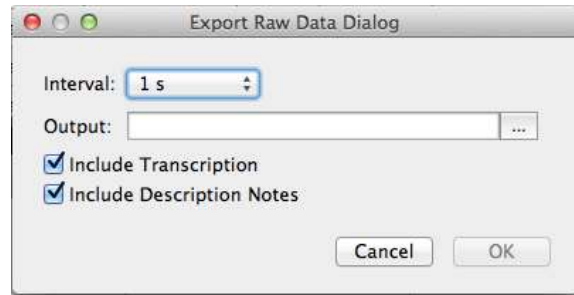 Export Raw Data Dialog
Interval: 1 s
Output: ...
Include Transcription
Include Description Notes
Cancel OK